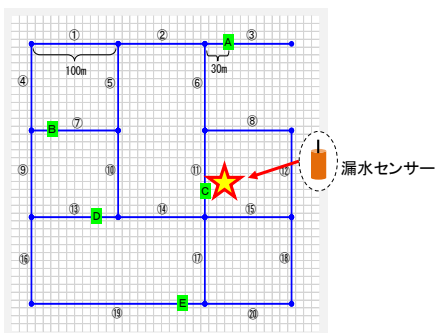 ① ② A ③
100m 30m
④ ⑤ ⑥
B ⑦ ⑧
⑨ ⑩ ⑪ ⑫ 漏水センサー
C
⑬ D ⑭ ⑮
⑯ ⑰ ⑱
E
⑲ ⑳